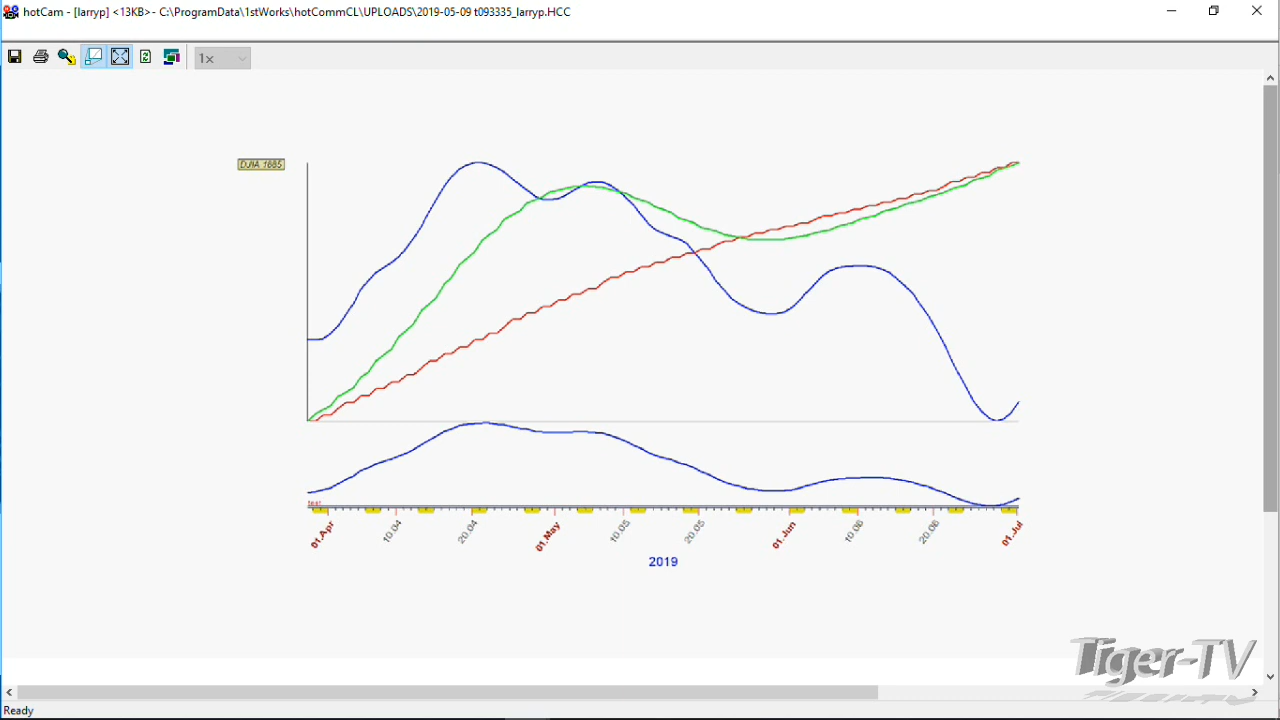 hotCam - [larryp] <13KB>- C:\ProgramData\1stWorks\hotCommCL\UPLOADS\2019-05-09 t093335_larryp.HCC
1x
DJIA 1885
test
01.Apr
10.04
20.04
01.May
10.05
20.05
01.Jun
10.06
20.06
01.Jul
2019
Tiger-TV
Ready